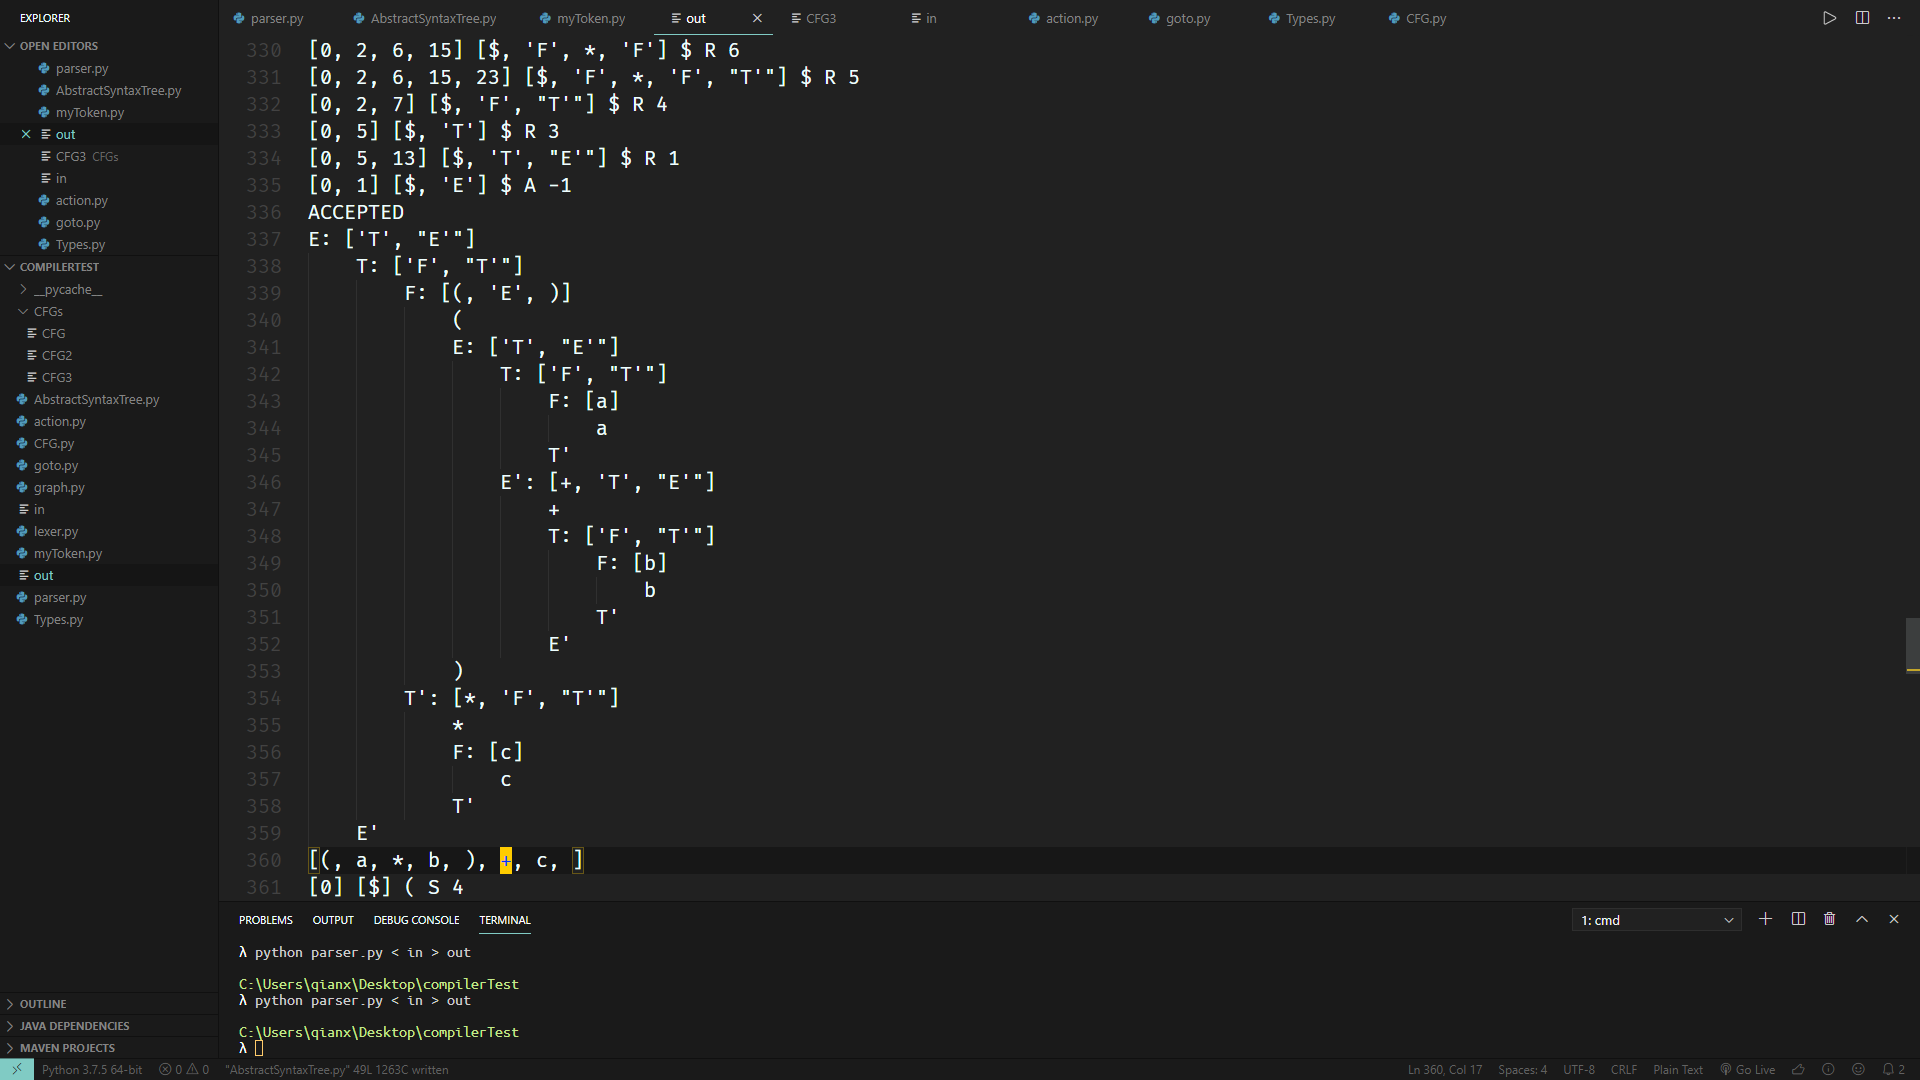 EXPLORER
OPEN EDITORS
parser.py
AbstractSyntaxTree.py
myToken.py
out
CFG3 CFGs
in
action.py
goto.py
Types.py
COMPILERTEST
__pycache__
CFGs
CFG
CFG2
CFG3
AbstractSyntaxTree.py
action.py
CFG.py
goto.py
graph.py
in
lexer.py
myToken.py
out
parser.py
Types.py
OUTLINE
JAVA DEPENDENCIES
MAVEN PROJECTS
parser.py AbstractSyntaxTree.py myToken.py out CFG3 in action.py goto.py Types.py CFG.py
330 [0, 2, 6, 15] [$, 'F', *, 'F'] $ R 6
331 [0, 2, 6, 15, 23] [$, 'F', *, 'F', "T'"] $ R 5
332 [0, 2, 7] [$, 'F', "T'"] $ R 4
333 [0, 5] [$, 'T'] $ R 3
334 [0, 5, 13] [$, 'T', "E'"] $ R 1
335 [0, 1] [$, 'E'] $ A -1
336 ACCEPTED
337 E: ['T', "E'"]
338 T: ['F', "T'"]
339 F: [(, 'E', )]
340 (
341 E: ['T', "E'"]
342 T: ['F', "T'"]
343 F: [a]
344 a
345 T'
346 E': [+, 'T', "E'"]
347 +
348 T: ['F', "T'"]
349 F: [b]
350 b
351 T'
352 E'
353 )
354 T': [*, 'F', "T'"]
355 *
356 F: [c]
357 c
358 T'
359 E'
360 [(, a, *, b, ), +, c, ]
361 [0] [$] ( S 4
PROBLEMS OUTPUT DEBUG CONSOLE TERMINAL 1: cmd
λ python parser.py < in > out
C:\Users\qianx\Desktop\compilerTest
λ python parser.py < in > out
C:\Users\qianx\Desktop\compilerTest
λ
Python 3.7.5 64-bit 0 0 "AbstractSyntaxTree.py" 49L 1263C written Ln 360, Col 17 Spaces: 4 UTF-8 CRLF Plain Text Go Live 2